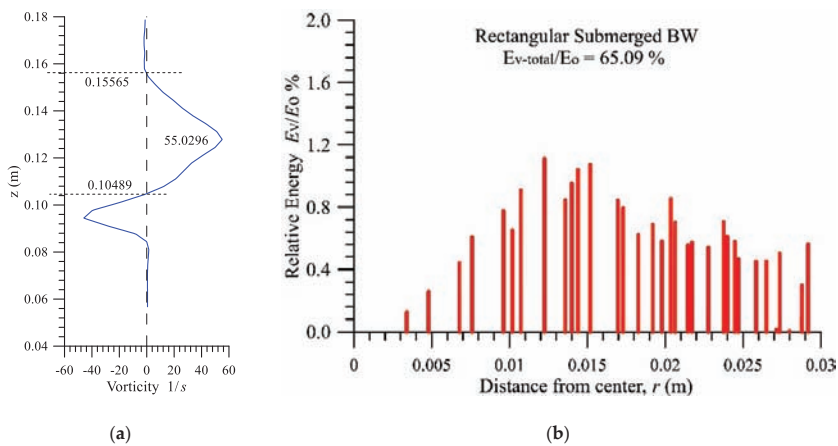 0.18
0.16
0.14
0.12
0.10
0.08
0.06
0.04
z (m)
0.15565
55.0296
0.10489
-60 -40 -20 0 20 40 60
Vorticity 1/s
(a)
2.0
1.6
1.2
0.8
0.4
0.0
Relative Energy Ev/Eo %
Rectangular Submerged BW
Ev-total/Eo = 65.09 %
0 0.005 0.01 0.015 0.02 0.025 0.03
Distance from center, r (m)
(b)